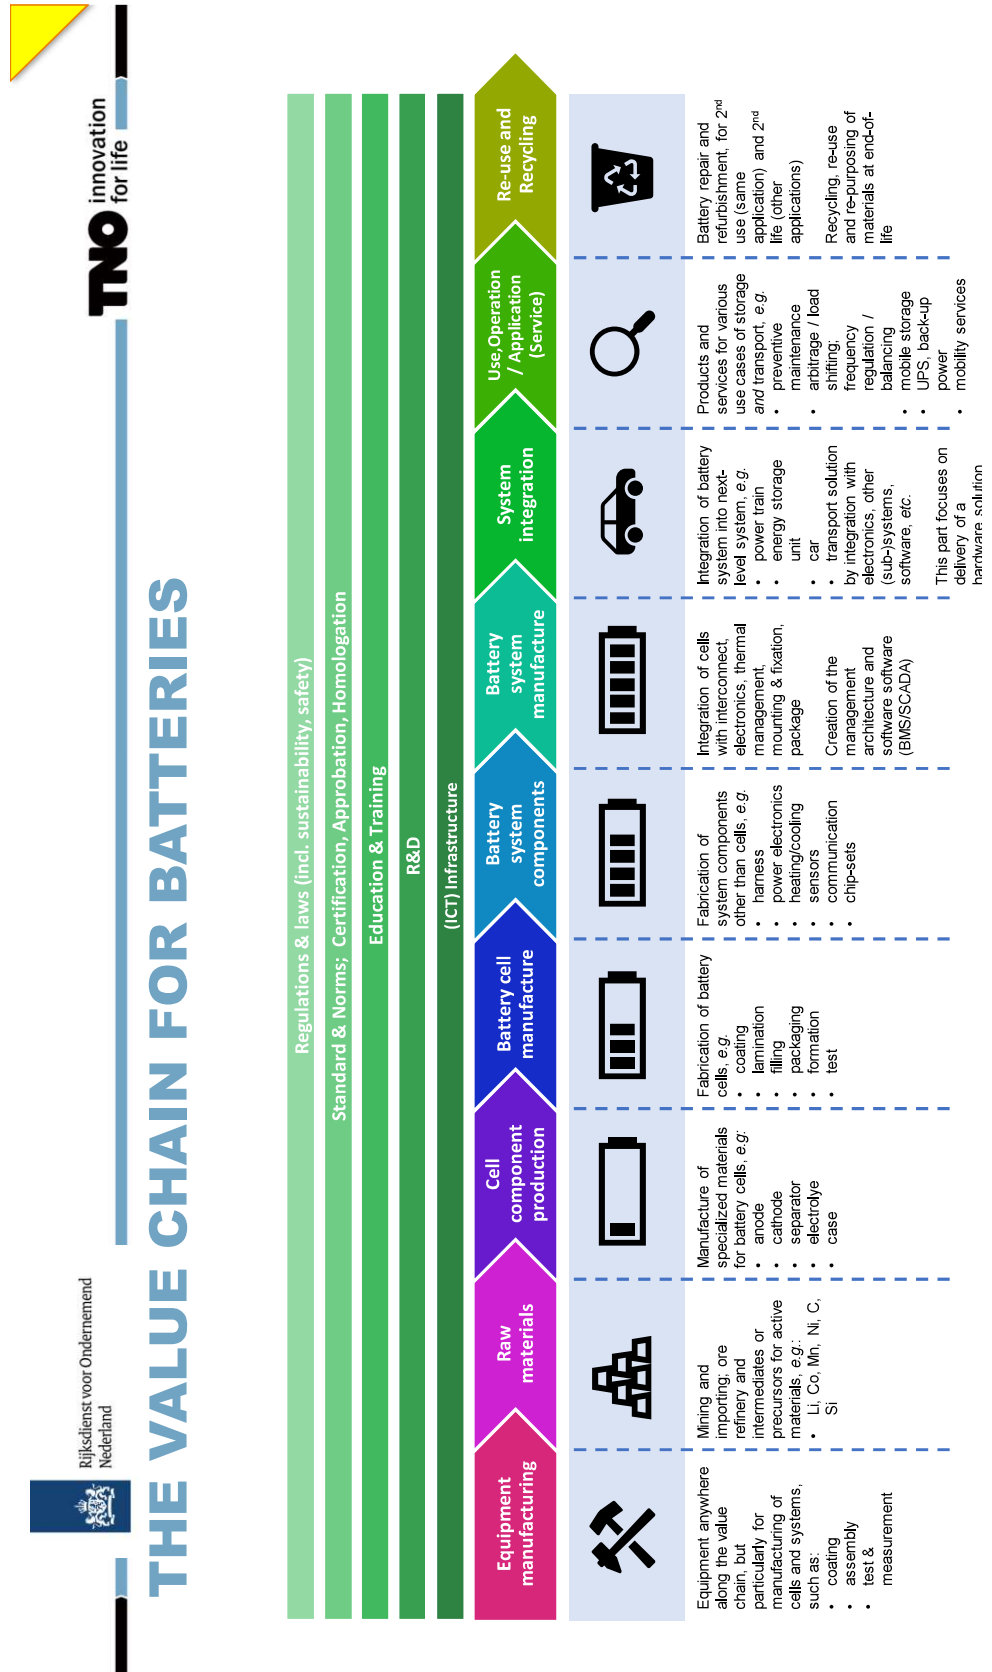 Rijksdienst voor Ondernemend
Nederland
TNO innovation
for life
THE VALUE CHAIN FOR BATTERIES
Regulations & laws (incl. sustainability, safety)
Standard & Norms; Certification, Approbation, Homologation
Education & Training
R&D
(ICT) Infrastructure
Equipment
manufacturing
Raw
materials
Cell
component
production
Battery cell
manufacture
Battery
system
components
Battery
system
manufacture
System
integration
Use,Operation
/ Application
(Service)
Re-use and
Recycling
Equipment anywhere
along the value
chain, but
particularly for
manufacturing of
cells and systems,
such as:
• coating
• assembly
• test &
measurement
Mining and
importing; ore
refinery and
intermediates or
precursors for active
materials, e.g.:
• Li, Co, Mn, Ni, C,
Si
Manufacture of
specialized materials
for battery cells, e.g:
• anode
• cathode
• separator
• electrolye
• case
Fabrication of battery
cells, e.g.
• coating
• lamination
• filling
• packaging
• formation
• test
Fabrication of
system components
other than cells, e.g.
• harness
• power electronics
• heating/cooling
• sensors
• communication
• chip-sets
Integration of cells
with interconnect,
electronics, thermal
management,
mounting & fixation,
package
Creation of the
management
architecture and
software software
(BMS/SCADA)
Integration of battery
system into next-
level system, e.g.
• power train
• energy storage
unit
• car
• transport solution
by integration with
electronics, other
(sub-)systems,
software, etc.
This part focuses on
delivery of a
hardware solution
Products and
services for various
use cases of storage
and transport, e.g.
• preventive
maintenance
• arbitrage / load
shifting;
frequency
regulation /
balancing
• mobile storage
• UPS, back-up
power
• mobility services
Battery repair and
refurbishment, for 2nd
use (same
application) and 2nd
life (other
applications)
Recycling, re-use
and re-purposing of
materials at end-of-
life